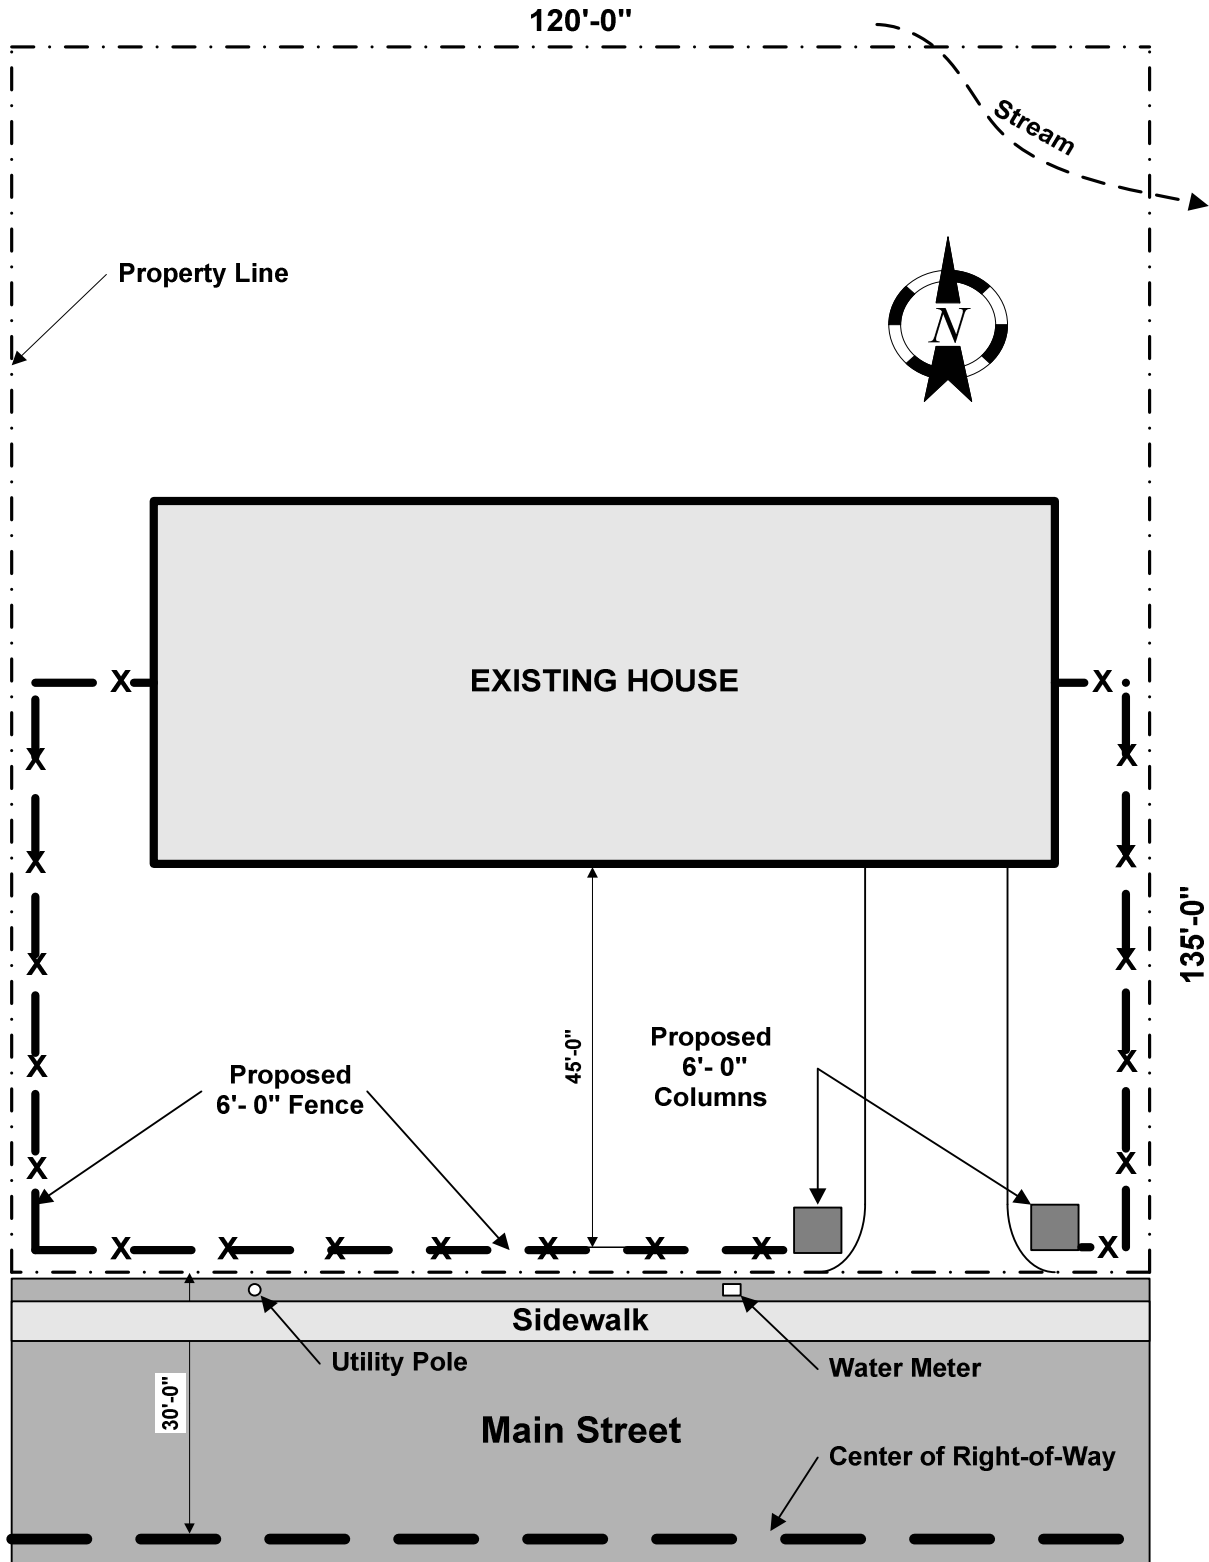 120'-0"
Stream
Property Line
N
EXISTING HOUSE
X
X
X
X
X
X
X
X
X
X
X
X
135'-0"
45'-0"
Proposed
6'- 0"
Columns
Proposed
6'- 0" Fence
X
X
X
X
X
X
X
X
Sidewalk
Utility Pole
Water Meter
30'-0"
Main Street
Center of Right-of-Way